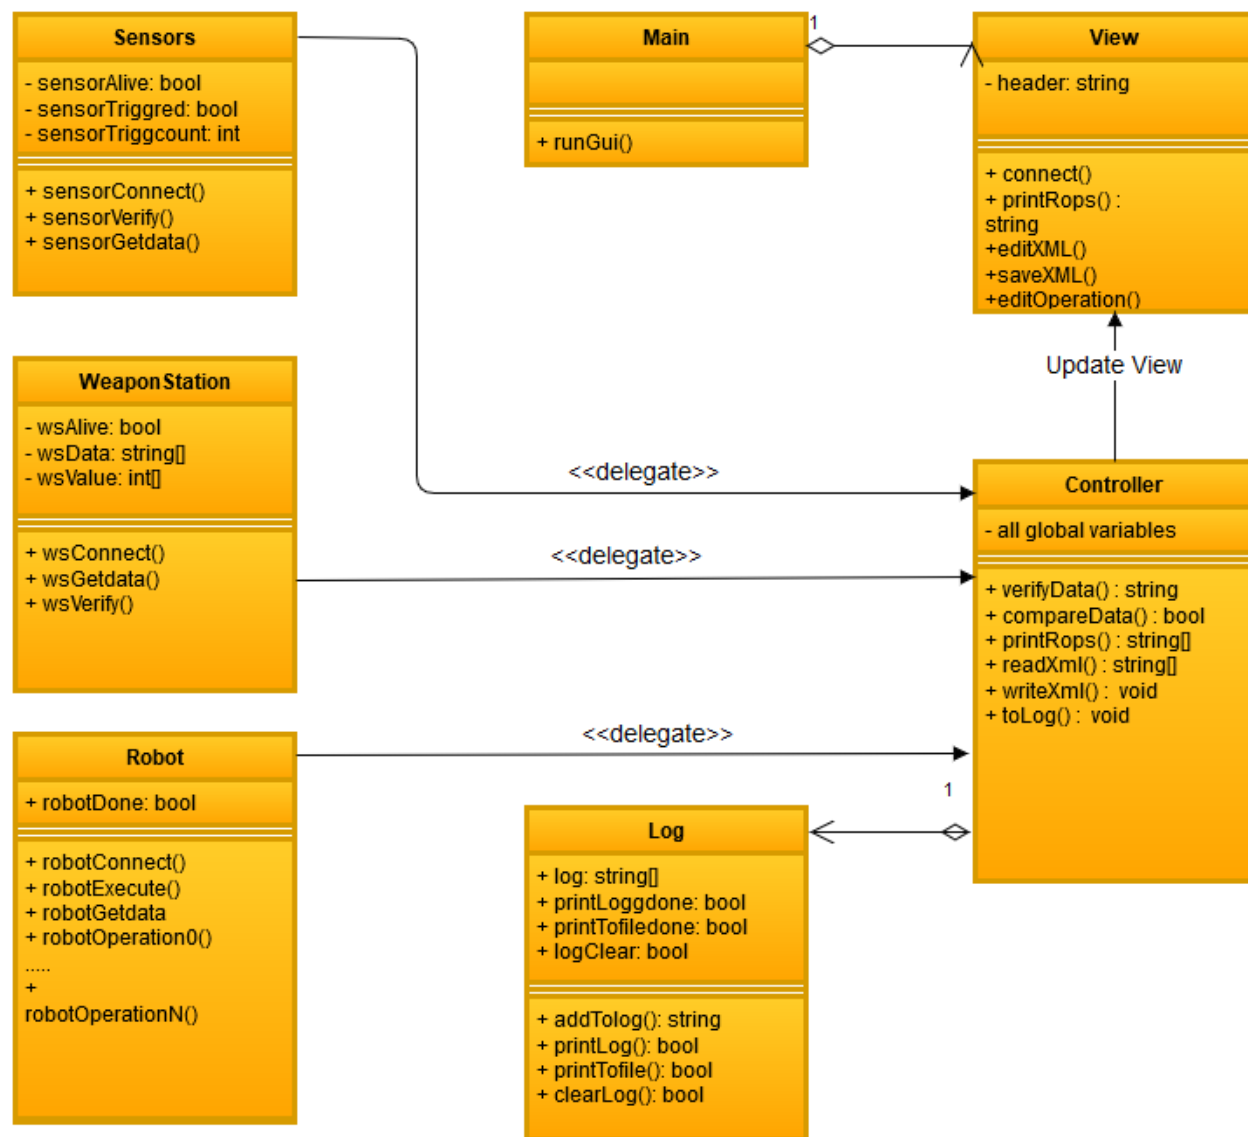 Sensors
- sensorAlive: bool
- sensorTriggred: bool
- sensorTriggcount: int
+ sensorConnect()
+ sensorVerify()
+ sensorGetdata()
Main
+ runGui()
1
View
- header: string
+ connect()
+ printRops() :
string
+editXML()
+saveXML()
+editOperation()
Update View
WeaponStation
- wsAlive: bool
- wsData: string[]
- wsValue: int[]
+ wsConnect()
+ wsGetdata()
+ wsVerify()
<<delegate>>
<<delegate>>
<<delegate>>
Controller
- all global variables
+ verifyData() : string
+ compareData() : bool
+ printRops() : string[]
+ readXml() : string[]
+ writeXml() :  void
+ toLog() :  void
1
Robot
+ robotDone: bool
+ robotConnect()
+ robotExecute()
+ robotGetdata
+ robotOperation0()
.....
+
robotOperationN()
Log
+ log: string[]
+ printLoggdone: bool
+ printTofiledone: bool
+ logClear: bool
+ addTolog(): string
+ printLog(): bool
+ printTofile(): bool
+ clearLog(): bool